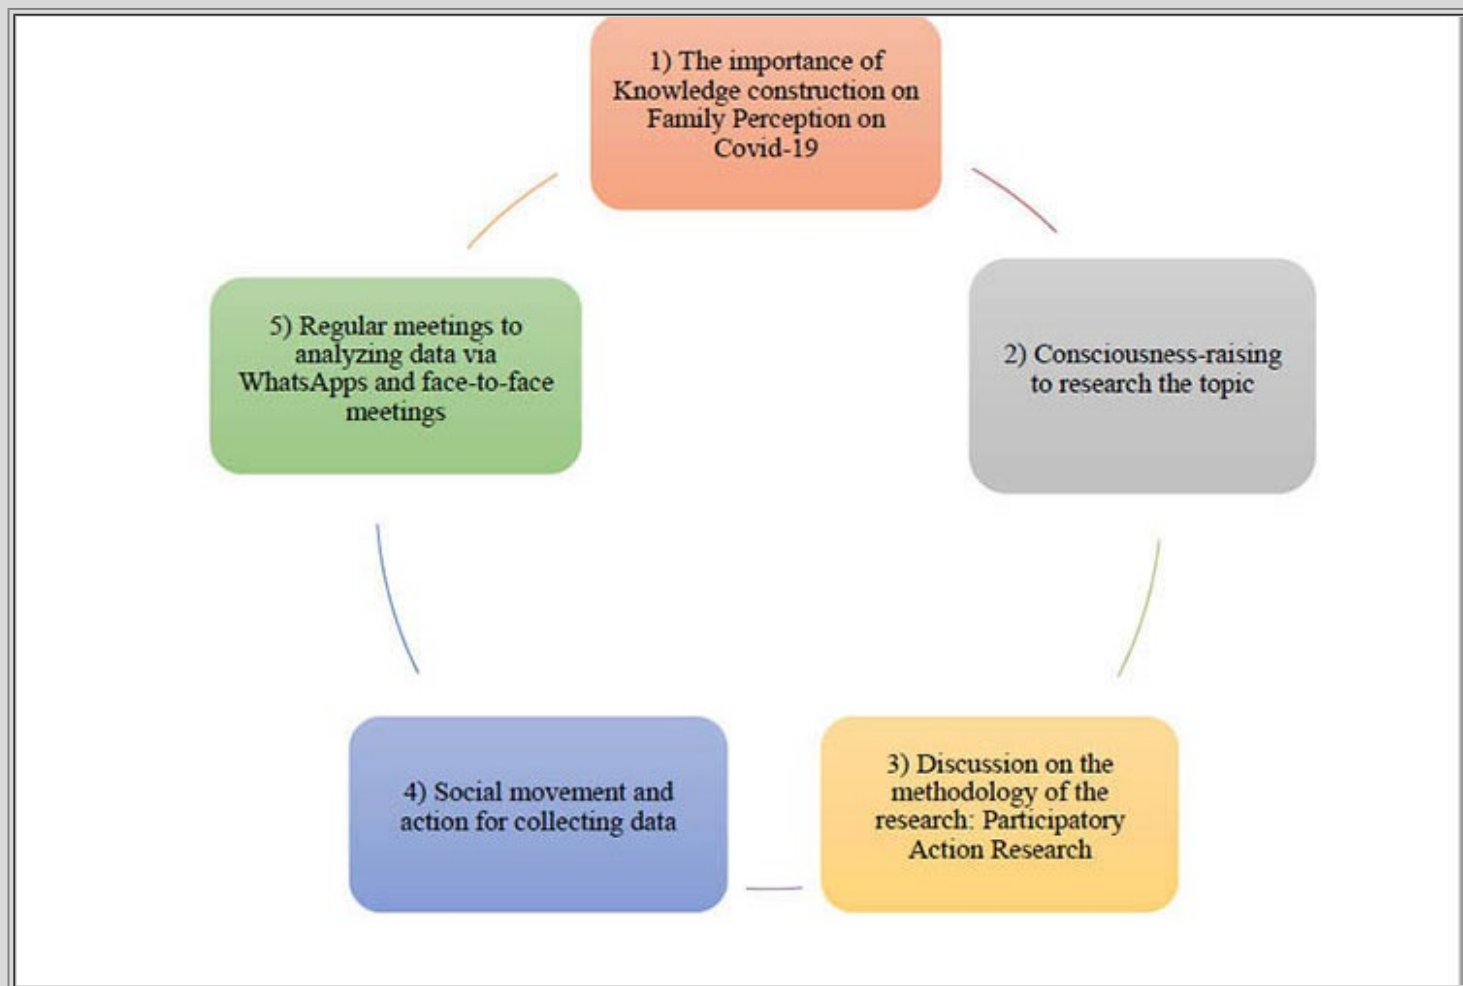 1) The importance of
Knowledge construction on
Family Perception on
Covid-19
2) Consciousness-raising
to research the topic
3) Discussion on the
methodology of the
research: Participatory
Action Research
4) Social movement and
action for collecting data
5) Regular meetings to
analyzing data via
WhatsApps and face-to-face
meetings